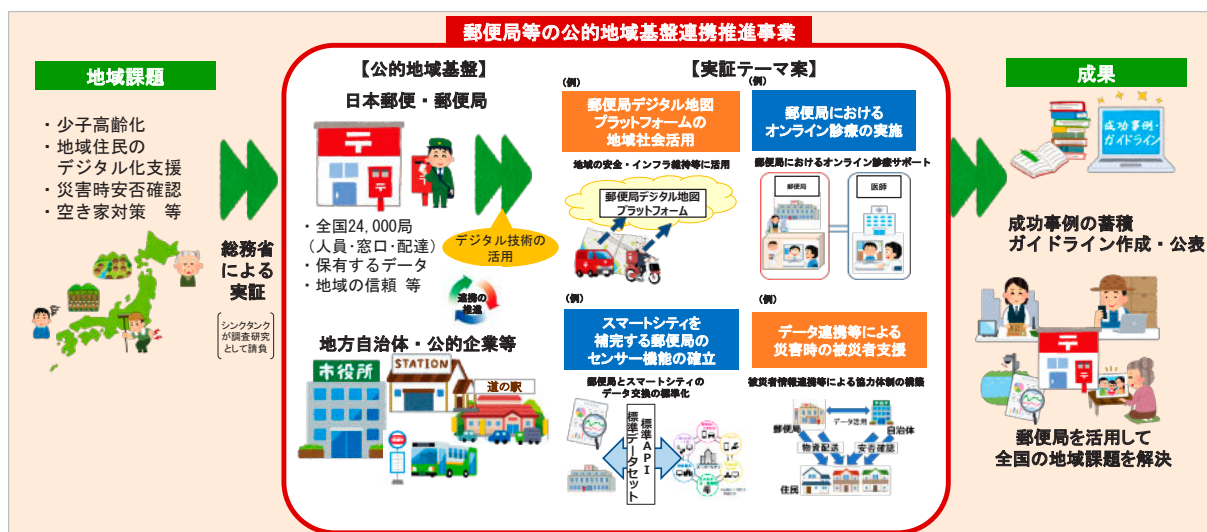 郵便局等の公的地域基盤連携推進事業
地域課題
・少子高齢化
・地域住民の
デジタル化支援
・災害時安否確認
・空き家対策 等
総務省
による
実証
シンクタンク
が調査研究
として請負
【公的地域基盤】
日本郵便・郵便局
・全国24,000局
(人員・窓口・配達)
・保有するデータ
・地域の信頼 等
デジタル技術の
活用
連携の
推進
地方自治体・公的企業等
市役所
STATION
道の駅
【実証テーマ案】
(例)
郵便局デジタル地図
プラットフォームの
地域社会活用
地域の安全・インフラ維持等に活用
郵便局デジタル地図
プラットフォーム
(例)
郵便局における
オンライン診療の実施
郵便局におけるオンライン診療サポート
郵便局
医師
(例)
スマートシティを
補完する郵便局の
センサー機能の確立
郵便局とスマートシティの
データ交換の標準化
標準API
標準データセット
(例)
データ連携等による
災害時の被災者支援
被災者情報連携等による協力体制の構築
郵便局
データ活用
自治体
物資配送
安否確認
住民
成果
成功事例・
ガイドライン
成功事例の蓄積
ガイドライン作成・公表
郵便局を活用して
全国の地域課題を解決